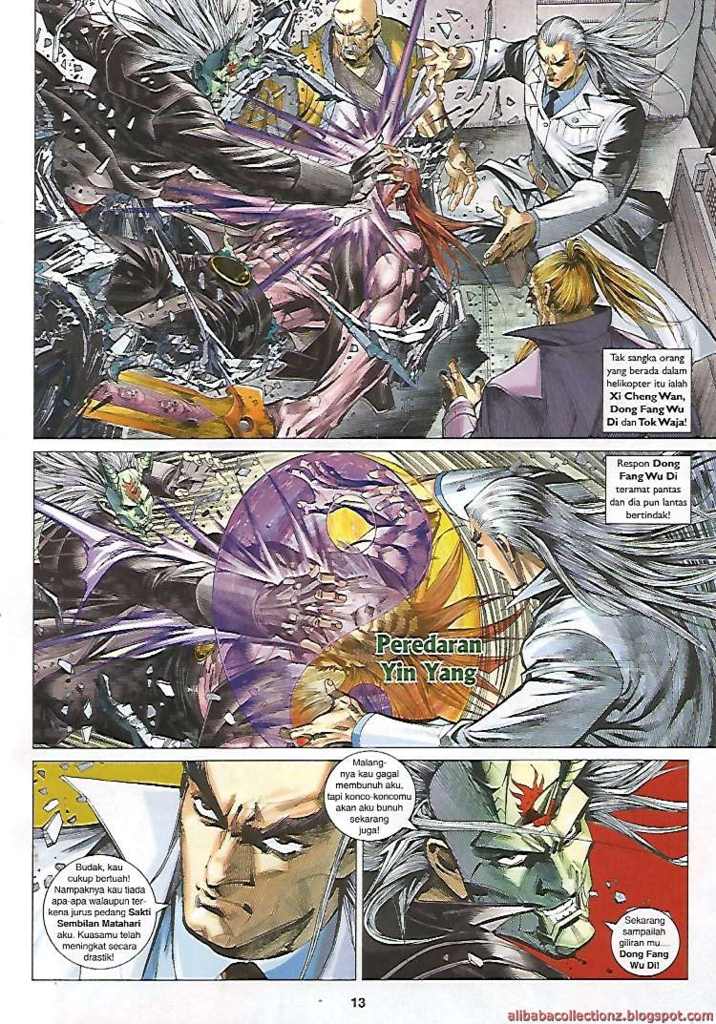 Tak sangka orang
yang berada dalam
helikopter itu ialah
Xi Cheng Wan,
Dong Fang Wu
Di dan Tok Waja!
Respon Dong
Fang Wu Di
teramat pantas
dan dia pun lantas
bertindak!
Peredaran
Yin Yang
Budak, kau
cukup bertuah!
Nampaknya kau tiada
apa-apa walaupun ter-
kena jurus pedang Sakti
Sembilan Matahari
aku. Kuasamu telah
meningkat secara
drastik!
Malang-
nya kau gagal
membunuh aku,
tapi konco-koncomu
akan aku bunuh
sekarang
juga!
Sekarang
sampailah
giliran mu...
Dong Fang
Wu Di!
13
alibabacollectionz.blogspot.com